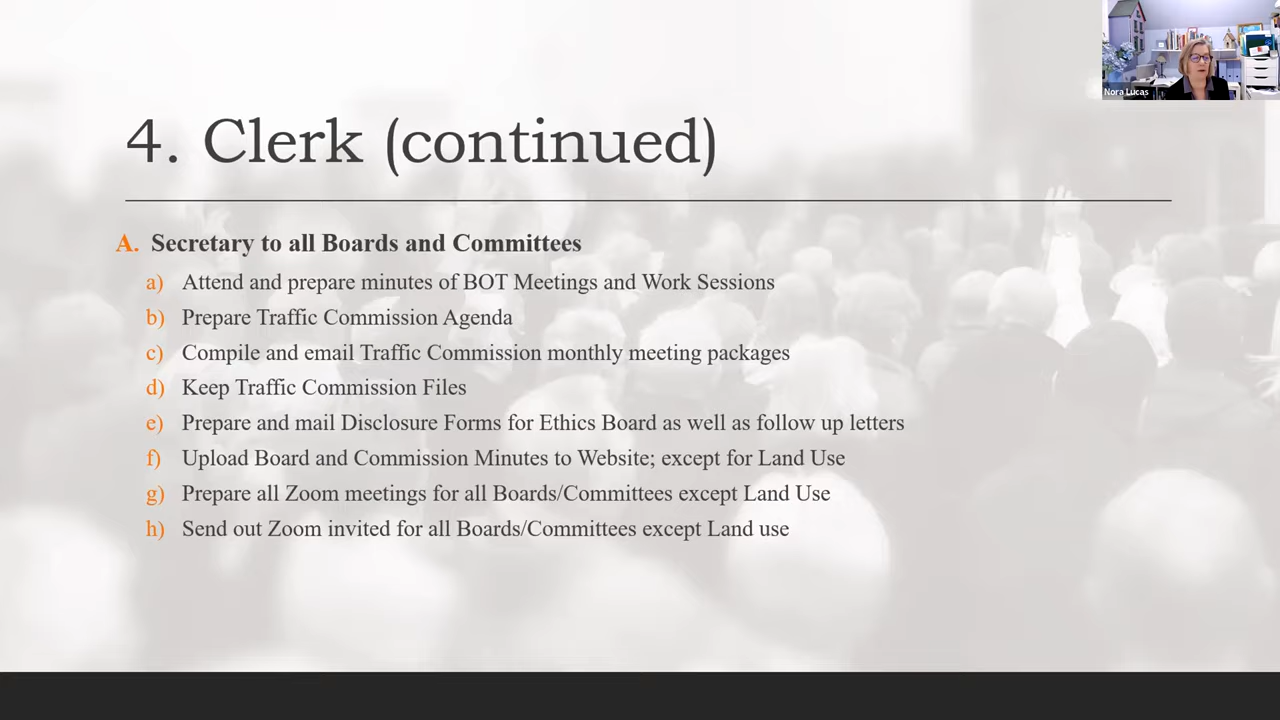 Nora Lucas
4. Clerk (continued)
A. Secretary to all Boards and Committees
a) Attend and prepare minutes of BOT Meetings and Work Sessions
b) Prepare Traffic Commission Agenda
c) Compile and email Traffic Commission monthly meeting packages
d) Keep Traffic Commission Files
e) Prepare and mail Disclosure Forms for Ethics Board as well as follow up letters
f) Upload Board and Commission Minutes to Website; except for Land Use
g) Prepare all Zoom meetings for all Boards/Committees except Land Use
h) Send out Zoom invited for all Boards/Committees except Land use